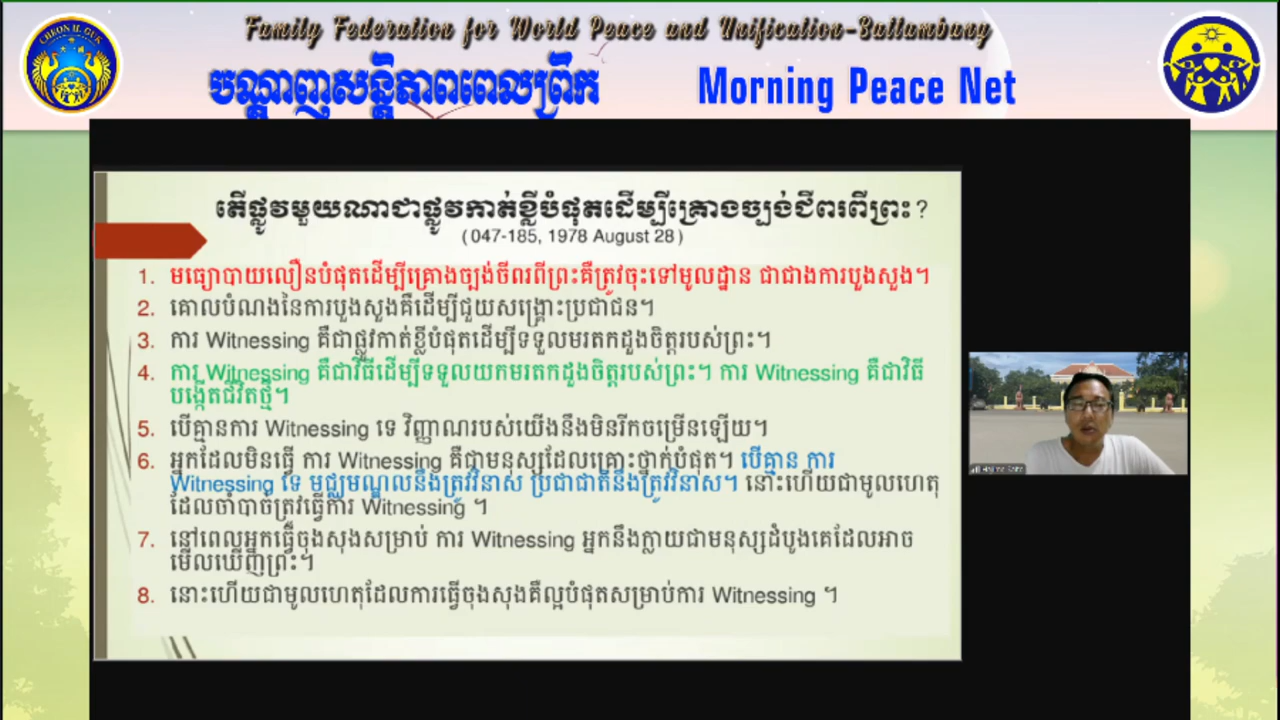 Family Federation for World Peace and Unification-Battambang
CHEON IL GUK
បណ្ដាញសន្តិភាពពេលព្រឹក Morning Peace Net
តើផ្លូវមួយណាជាផ្លូវកាត់ខ្លីបំផុតដើម្បីគ្រោងច្បង់ជីពរពីព្រះ?
(047-185, 1978 August 28)
1. មធ្យោបាយលឿនបំផុតដើម្បីគ្រោងច្បង់ចីពរពីព្រះគឺត្រូវចុះទៅមូលដ្ឋាន ជាជាងការបួងសួង។
2. គោលបំណងនៃការបួងសួងគឺដើម្បីជួយសង្គ្រោះប្រជាជន។
3. ការ Witnessing គឺជាផ្លូវកាត់ខ្លីបំផុតដើម្បីទទួលមរតកដួងចិត្តរបស់ព្រះ។
4. ការ Witnessing គឺជាវិធីដើម្បីទទួលយកមរតកដួងចិត្តរបស់ព្រះ។ ការ Witnessing គឺជាវិធី
បង្កើតជីវិតថ្មី។
5. បើគ្មានការ Witnessing ទេ វិញ្ញាណរបស់យើងនឹងមិនរីកចម្រើនឡើយ។
6. អ្នកដែលមិនធ្វើ ការ Witnessing គឺជាមនុស្សដែលគ្រោះថ្នាក់បំផុត។ បើគ្មាន ការ
Witnessing ទេ មជ្ឈមណ្ឌលនឹងត្រូវវិនាស ប្រជាជាតិនឹងត្រូវវិនាស។ នោះហើយជាមូលហេតុ
ដែលចាំបាច់ត្រូវធ្វើការ Witnessing ។
7. នៅពេលអ្នកធ្វើចុងសុងសម្រាប់ ការ Witnessing អ្នកនឹងក្លាយជាមនុស្សដំបូងគេដែលអាច
មើលឃើញព្រះ។
8. នោះហើយជាមូលហេតុដែលការធ្វើចុងសុងគឺល្អបំផុតសម្រាប់ការ Witnessing ។